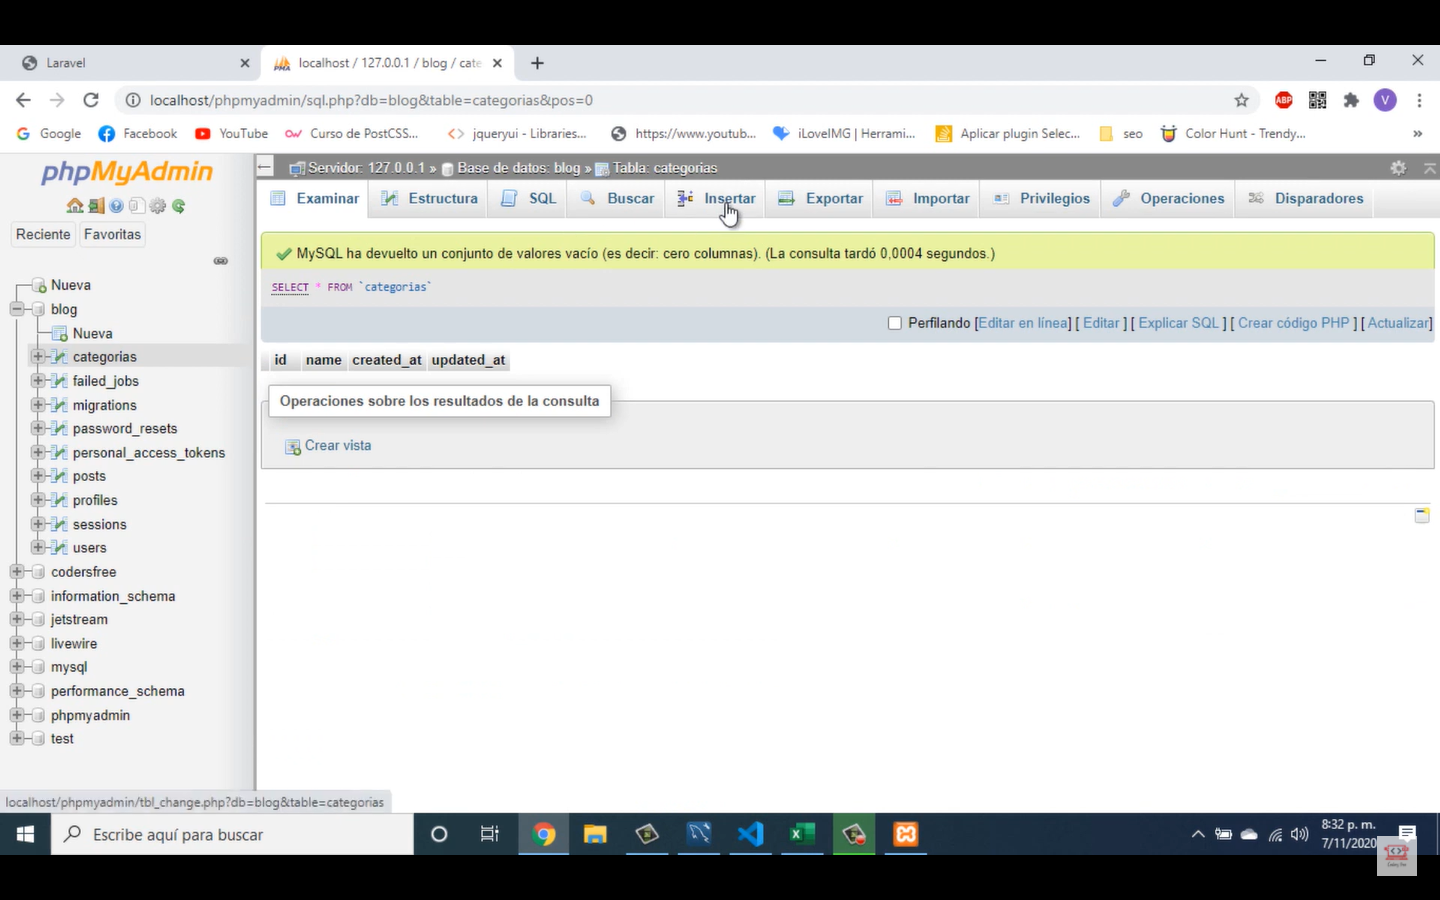 Laravel
localhost / 127.0.0.1 / blog / cate
localhost/phpmyadmin/sql.php?db=blog&table=categorias&pos=0
ABP
V
Google
Facebook
YouTube
Curso de PostCSS...
jqueryui - Libraries...
https://www.youtub...
iLoveIMG | Herrami...
Aplicar plugin Selec...
seo
Color Hunt - Trendy...
»
phpMyAdmin
Reciente
Favoritas
Nueva
blog
Nueva
categorias
failed_jobs
migrations
password_resets
personal_access_tokens
posts
profiles
sessions
users
codersfree
information_schema
jetstream
livewire
mysql
performance_schema
phpmyadmin
test
Servidor: 127.0.0.1 » Base de datos: blog » Tabla: categorias
Examinar
Estructura
SQL
Buscar
Insertar
Exportar
Importar
Privilegios
Operaciones
Disparadores
MySQL ha devuelto un conjunto de valores vacío (es decir: cero columnas). (La consulta tardó 0,0004 segundos.)
SELECT * FROM `categorias`
Perfilando [Editar en línea] [ Editar ] [ Explicar SQL ] [ Crear código PHP ] [ Actualizar]
id name created_at updated_at
Operaciones sobre los resultados de la consulta
Crear vista
localhost/phpmyadmin/tbl_change.php?db=blog&table=categorias
Escribe aquí para buscar
8:32 p. m.
7/11/2020